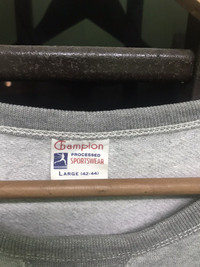 Champion
PROCESSED
SPORTSWEAR
LARGE (42-44)